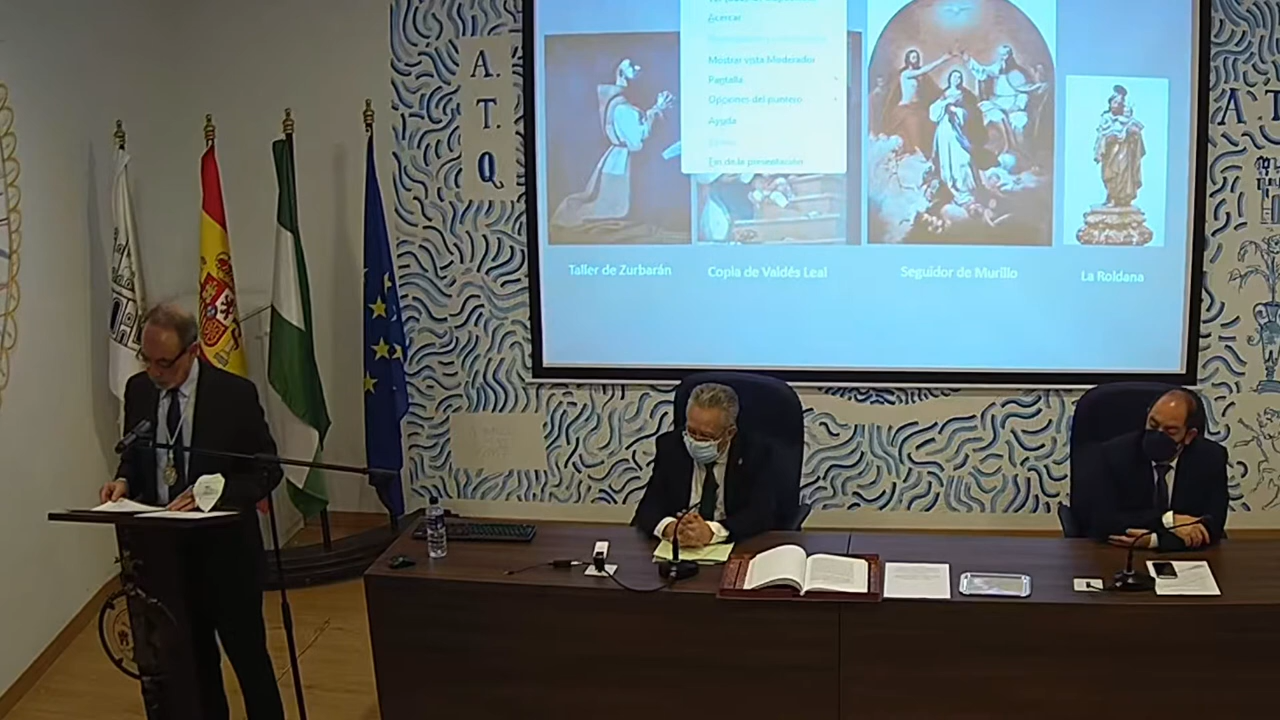 Acercar
Mostrar vista Moderador
Pantalla
Opciones del puntero
Ayuda
Fin de la presentación
Taller de Zurbarán
Copia de Valdés Leal
Seguidor de Murillo
La Roldana
A.
T.
Q
A.T.